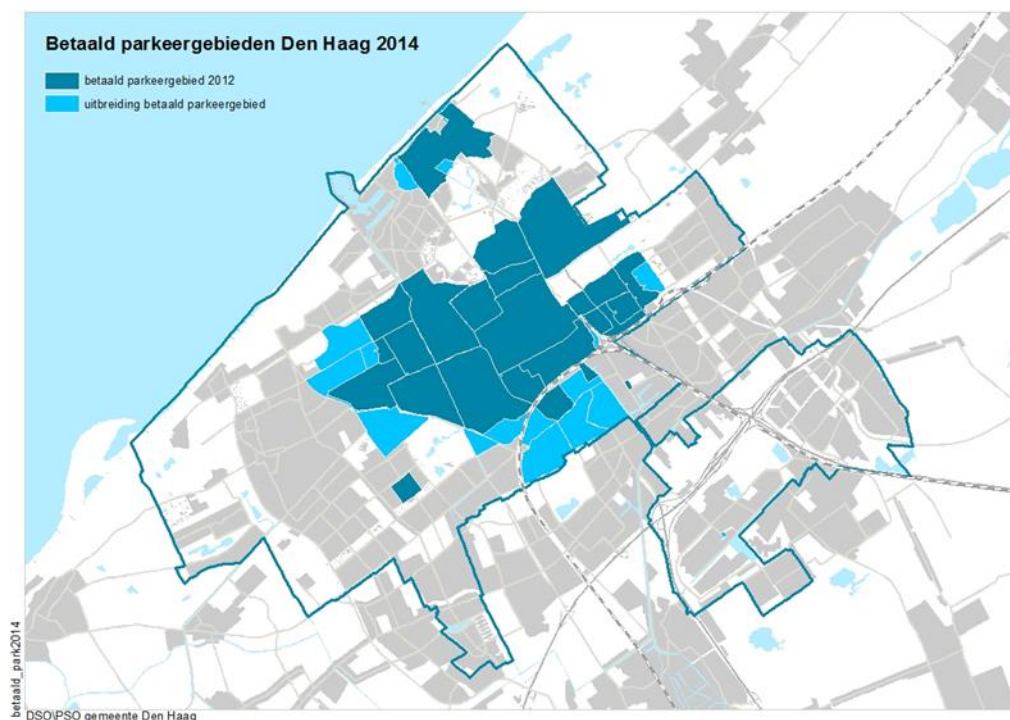 Betaald parkeergebieden Den Haag 2014
betaald parkeergebied 2012
uitbreiding betaald parkeergebied
betaald_park2014
DSO\PSO gemeente Den Haag